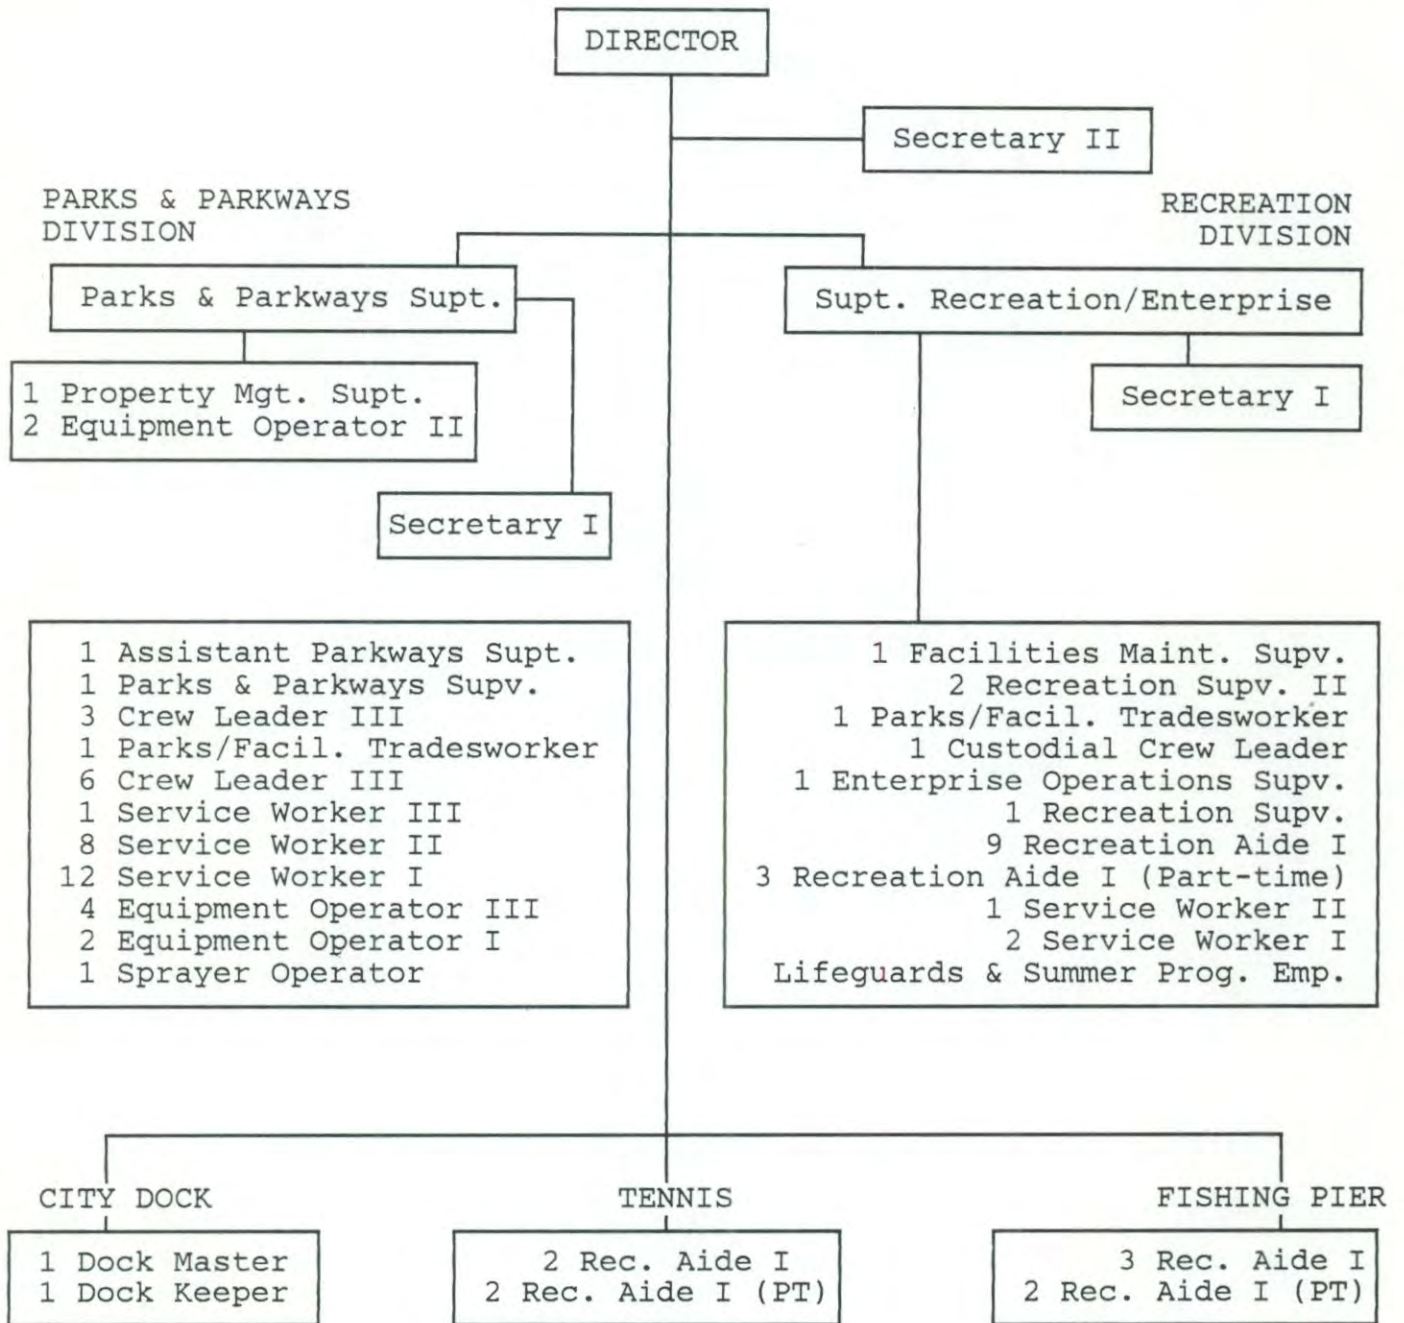 DIRECTOR
Secretary II
PARKS & PARKWAYS
DIVISION
RECREATION
DIVISION
Parks & Parkways Supt.
Supt. Recreation/Enterprise
1 Property Mgt. Supt.
2 Equipment Operator II
Secretary I
Secretary I
1 Assistant Parkways Supt.
1 Parks & Parkways Supv.
3 Crew Leader III
1 Parks/Facil. Tradesworker
6 Crew Leader III
1 Service Worker III
8 Service Worker II
12 Service Worker I
4 Equipment Operator III
2 Equipment Operator I
1 Sprayer Operator
1 Facilities Maint. Supv.
2 Recreation Supv. II
1 Parks/Facil. Tradesworker
1 Custodial Crew Leader
1 Enterprise Operations Supv.
1 Recreation Supv.
9 Recreation Aide I
3 Recreation Aide I (Part-time)
1 Service Worker II
2 Service Worker I
Lifeguards & Summer Prog. Emp.
CITY DOCK
1 Dock Master
1 Dock Keeper
TENNIS
2 Rec. Aide I
2 Rec. Aide I (PT)
FISHING PIER
3 Rec. Aide I
2 Rec. Aide I (PT)